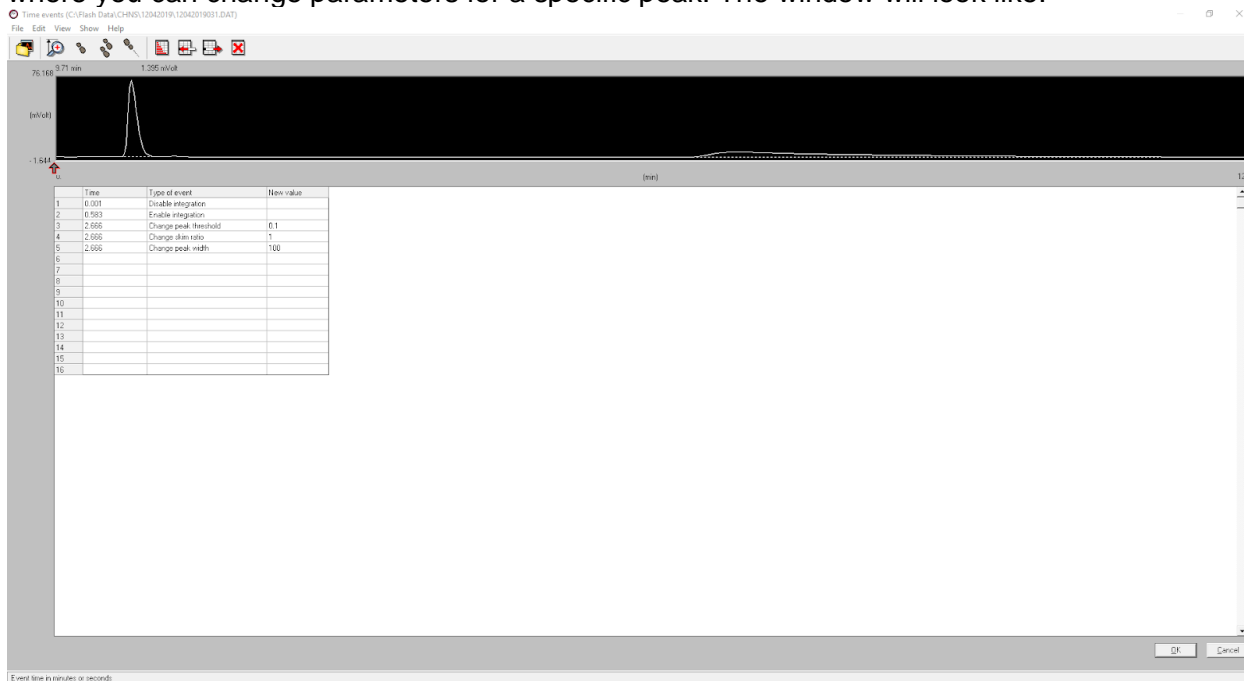 where you can change parameters for a specific peak. The window will look like:
Time events (C:\Flash Data\CHNS\12042019\12042019031.DAT)
File Edit View Show Help
9.71 min 1.395 mVolt
76.168
(mVolt)
-1.644
0. (min) 12
Time Type of event New value
1 0.001 Disable integration
2 0.583 Enable integration
3 2.666 Change peak threshold 0.1
4 2.666 Change skim ratio 1
5 2.666 Change peak width 100
6
7
8
9
10
11
12
13
14
15
16
OK Cancel
Event time in minutes or seconds